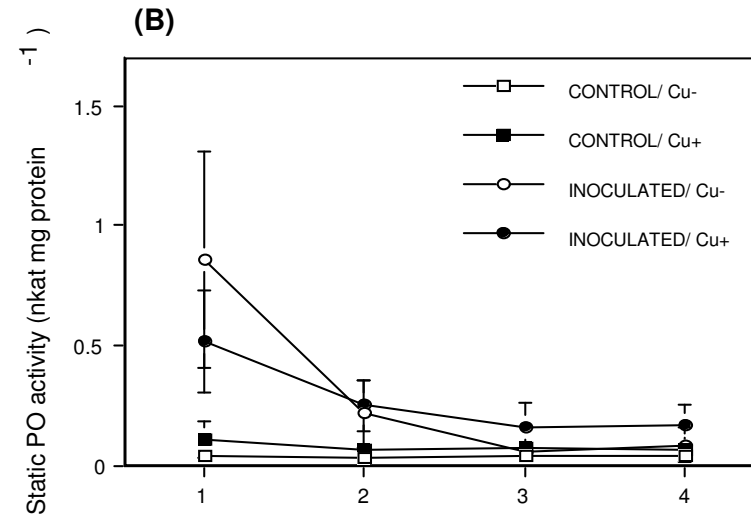 (B)
Static PO activity (nkat mg protein -1 )
1.5
1
0.5
0
CONTROL/ Cu-
CONTROL/ Cu+
INOCULATED/ Cu-
INOCULATED/ Cu+
1 2 3 4